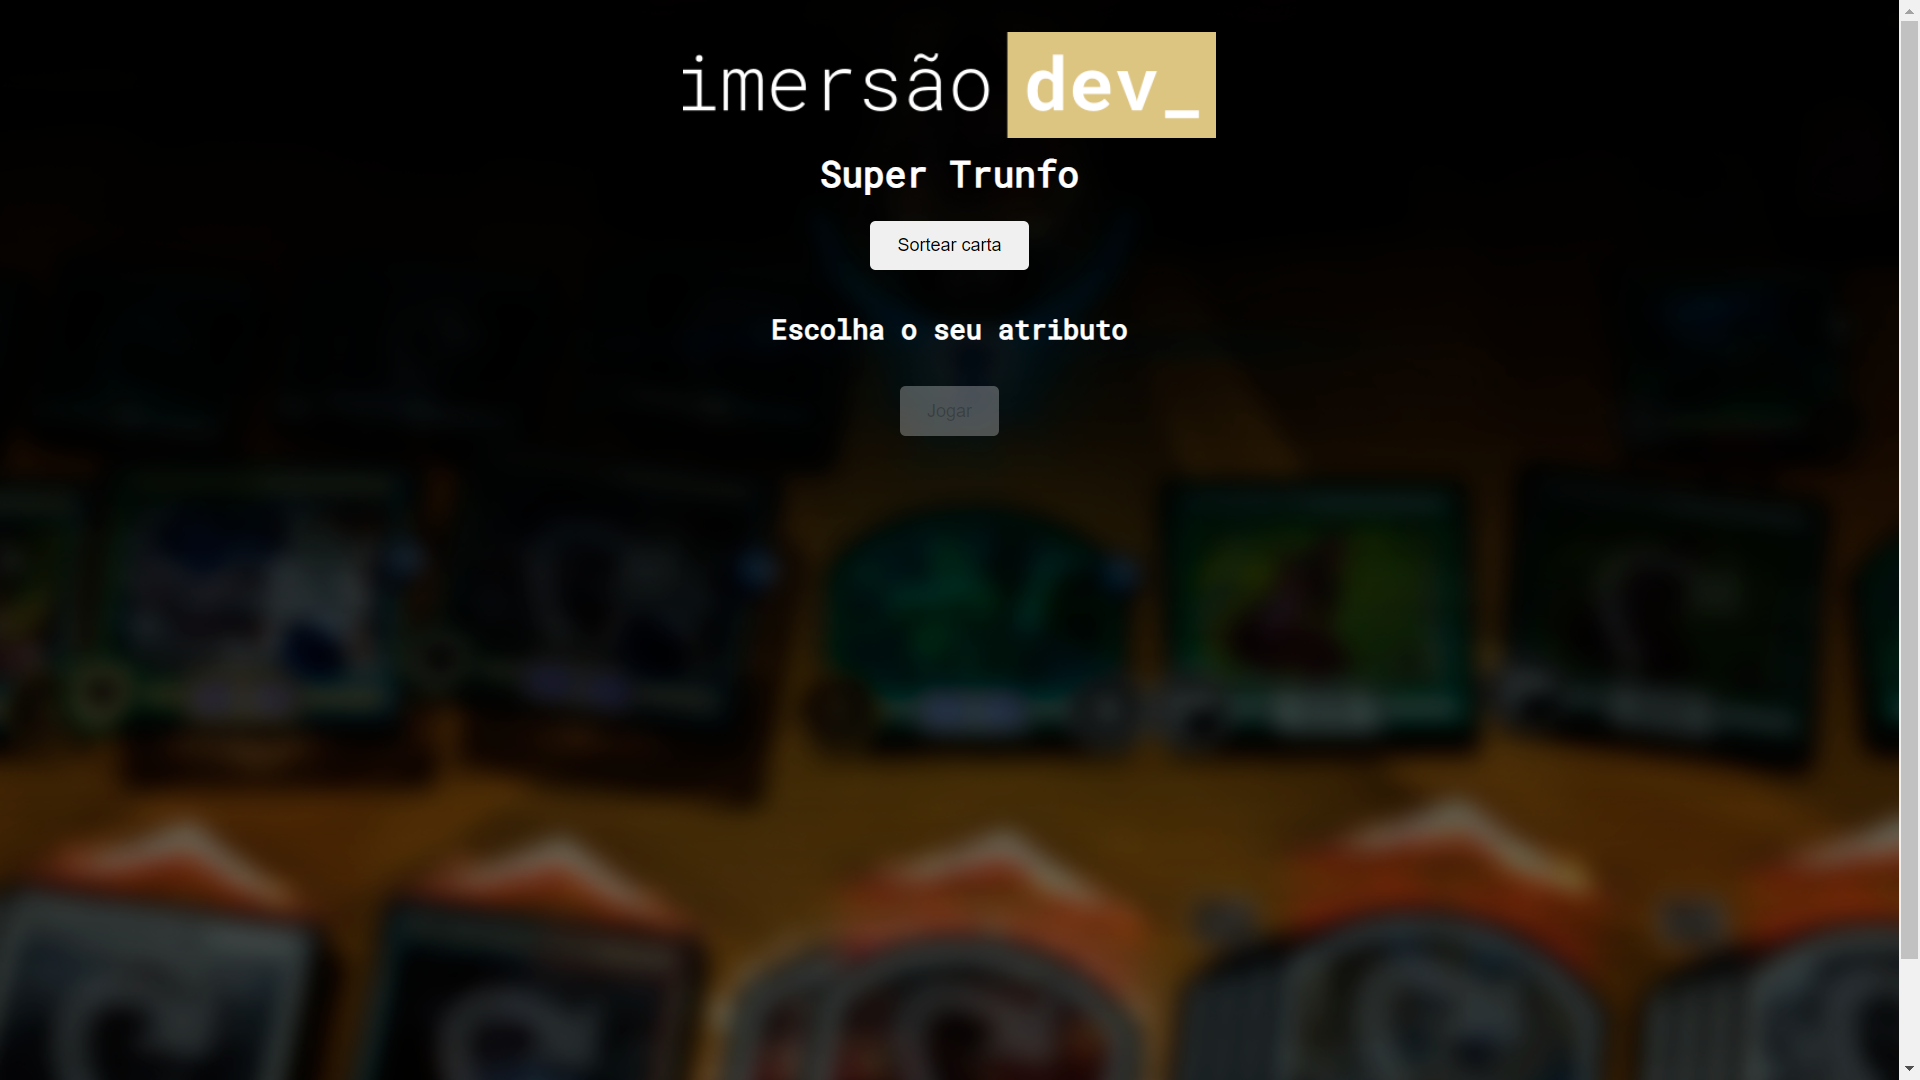 imersão dev_
Super Trunfo
Sortear carta
Escolha o seu atributo
Jogar